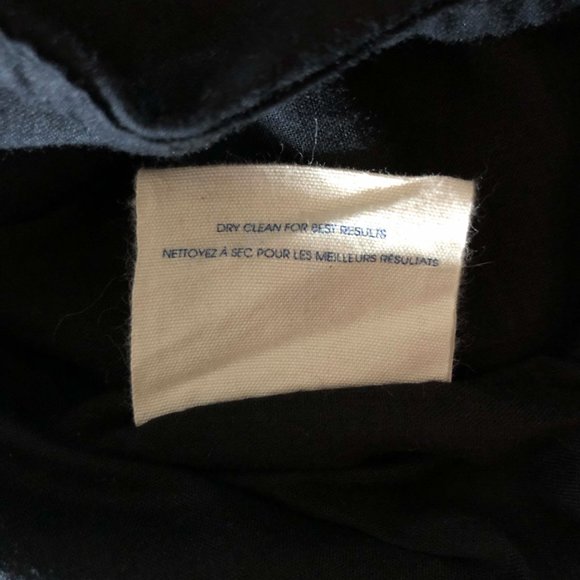 DRY CLEAN FOR BEST RESULTS
NETTOYEZ À SEC POUR LES MEILLEURS RÉSULTATS